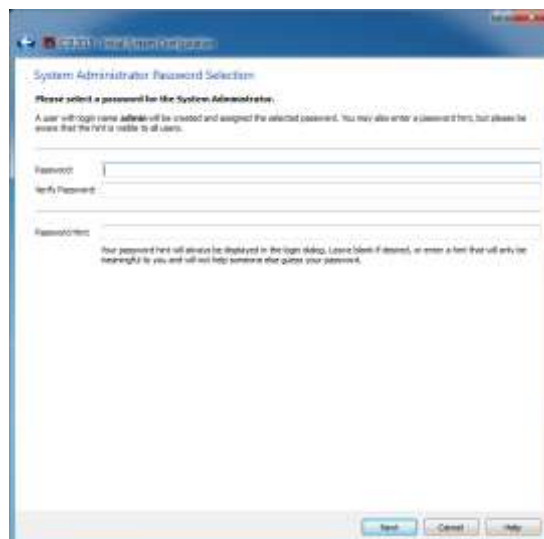 Initial System Configuration
System Administrator Password Selection
Please select a password for the System Administrator.
A user with login name admin will be created and assigned the selected password. You may also enter a password hint, but please be
aware that the hint is visible to all users.
Password:
Verify Password:
Password Hint:
Your password hint will always be displayed in the login dialog. Leave blank if desired, or enter a hint that will only be
meaningful to you and will not help someone else guess your password.
Next
Cancel
Help